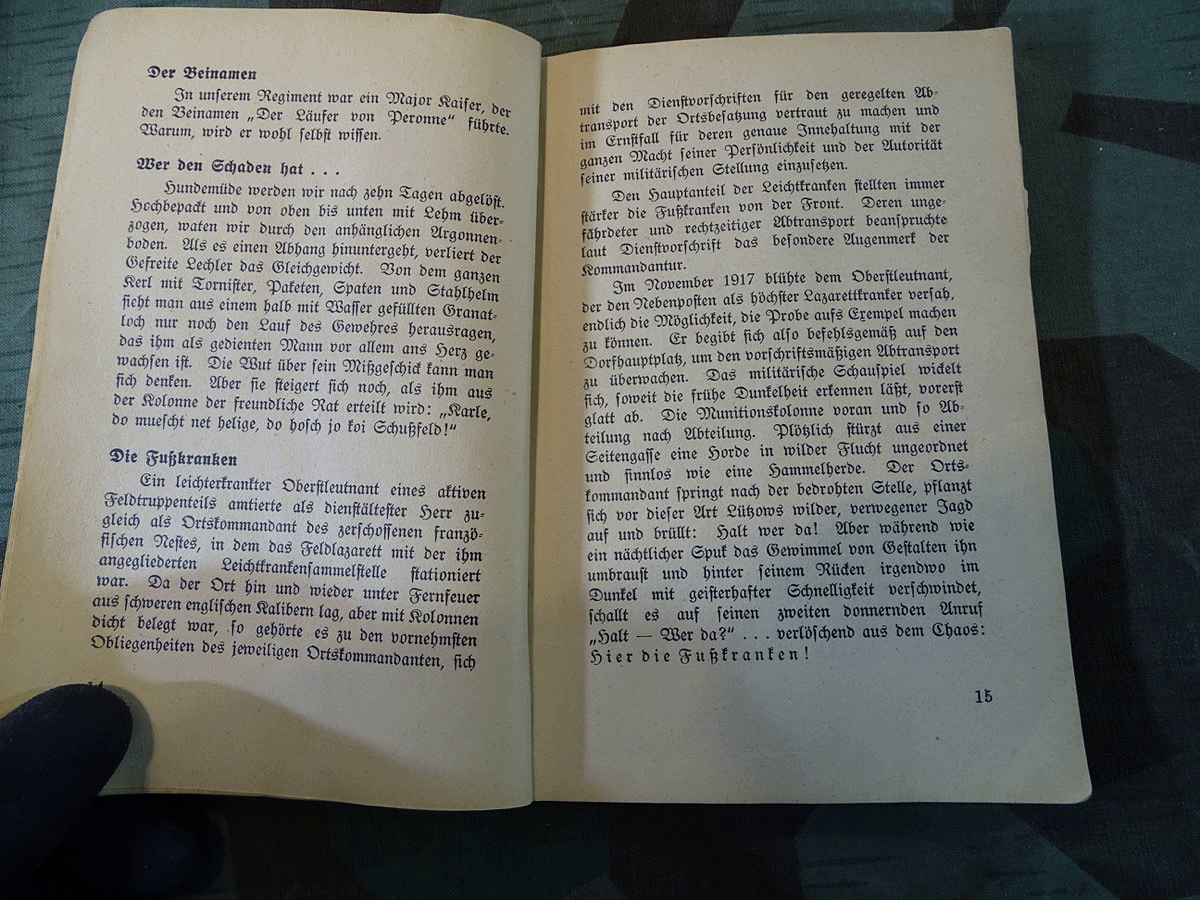 Der Beinamen
In unserem Regiment war ein Major Kaiser, der
den Beinamen „Der Läufer von Peronne“ führte.
Warum, wird er wohl selbst wissen.
Wer den Schaden hat . . .
Hundemüde werden wir nach zehn Tagen abgelöst.
Hochbepackt und von oben bis unten mit Lehm über-
zogen, waten wir durch den anhänglichen Argonnen-
boden. Als es einen Abhang hinuntergeht, verliert der
Gefreite Lechler das Gleichgewicht. Von dem ganzen
Kerl mit Tornister, Paketen, Spaten und Stahlhelm
sieht man aus einem halb mit Wasser gefüllten Granat-
loch nur noch den Lauf des Gewehres herausragen,
das ihm als gedienten Mann vor allem ans Herz ge-
wachsen ist. Die Wut über sein Mißgeschick kann man
sich denken. Aber sie steigert sich noch, als ihm aus
der Kolonne der freundliche Rat erteilt wird: „Karle,
do muescht net helige, do hosch jo koi Schußfeld!“
Die Fußkranken
Ein leichterkrankter Oberstleutnant eines aktiven
Feldtruppenteils amtierte als dienstältester Herr zu-
gleich als Ortskommandant des zerschossenen franzö-
sischen Nestes, in dem das Feldlazarett mit der ihm
angegliederten Leichtkrankensammelstelle stationiert
war. Da der Ort hin und wieder unter Fernfeuer
aus schweren englischen Kalibern lag, aber mit Kolonnen
dicht belegt war, so gehörte es zu den vornehmsten
Obliegenheiten des jeweiligen Ortskommandanten, sich
14
mit den Dienstvorschriften für den geregelten Ab-
transport der Ortsbesatzung vertraut zu machen und
im Ernstfall für deren genaue Innehaltung mit der
ganzen Macht seiner Persönlichkeit und der Autorität
seiner militärischen Stellung einzusetzen.
Den Hauptanteil der Leichtkranken stellten immer
stärker die Fußkranken von der Front. Deren unge-
fährdeter und rechtzeitiger Abtransport beanspruchte
laut Dienstvorschrift das besondere Augenmerk der
Kommandantur.
Im November 1917 blühte dem Oberstleutnant,
der den Nebenposten als höchster Lazarettkranker versah,
endlich die Möglichkeit, die Probe aufs Exempel machen
zu können. Er begibt sich also befehlsgemäß auf den
Dorfhauptplatz, um den vorschriftsmäßigen Abtransport
zu überwachen. Das militärische Schauspiel wickelt
sich, soweit die frühe Dunkelheit erkennen läßt, vorerst
glatt ab. Die Munitionskolonne voran und so Ab-
teilung nach Abteilung. Plötzlich stürzt aus einer
Seitengasse eine Horde in wilder Flucht ungeordnet
und sinnlos wie eine Hammelherde. Der Orts-
kommandant springt nach der bedrohten Stelle, pflanzt
sich vor dieser Art Lützows wilder, verwegener Jagd
auf und brüllt: Halt wer da! Aber während wie
ein nächtlicher Spuk das Gewimmel von Gestalten ihn
umbraust und hinter seinem Rücken irgendwo im
Dunkel mit geisterhafter Schnelligkeit verschwindet,
schallt es auf seinen zweiten donnernden Anruf
„Halt — Wer da?“ . . . verlöschend aus dem Chaos:
Hier die Fußkranken!
15